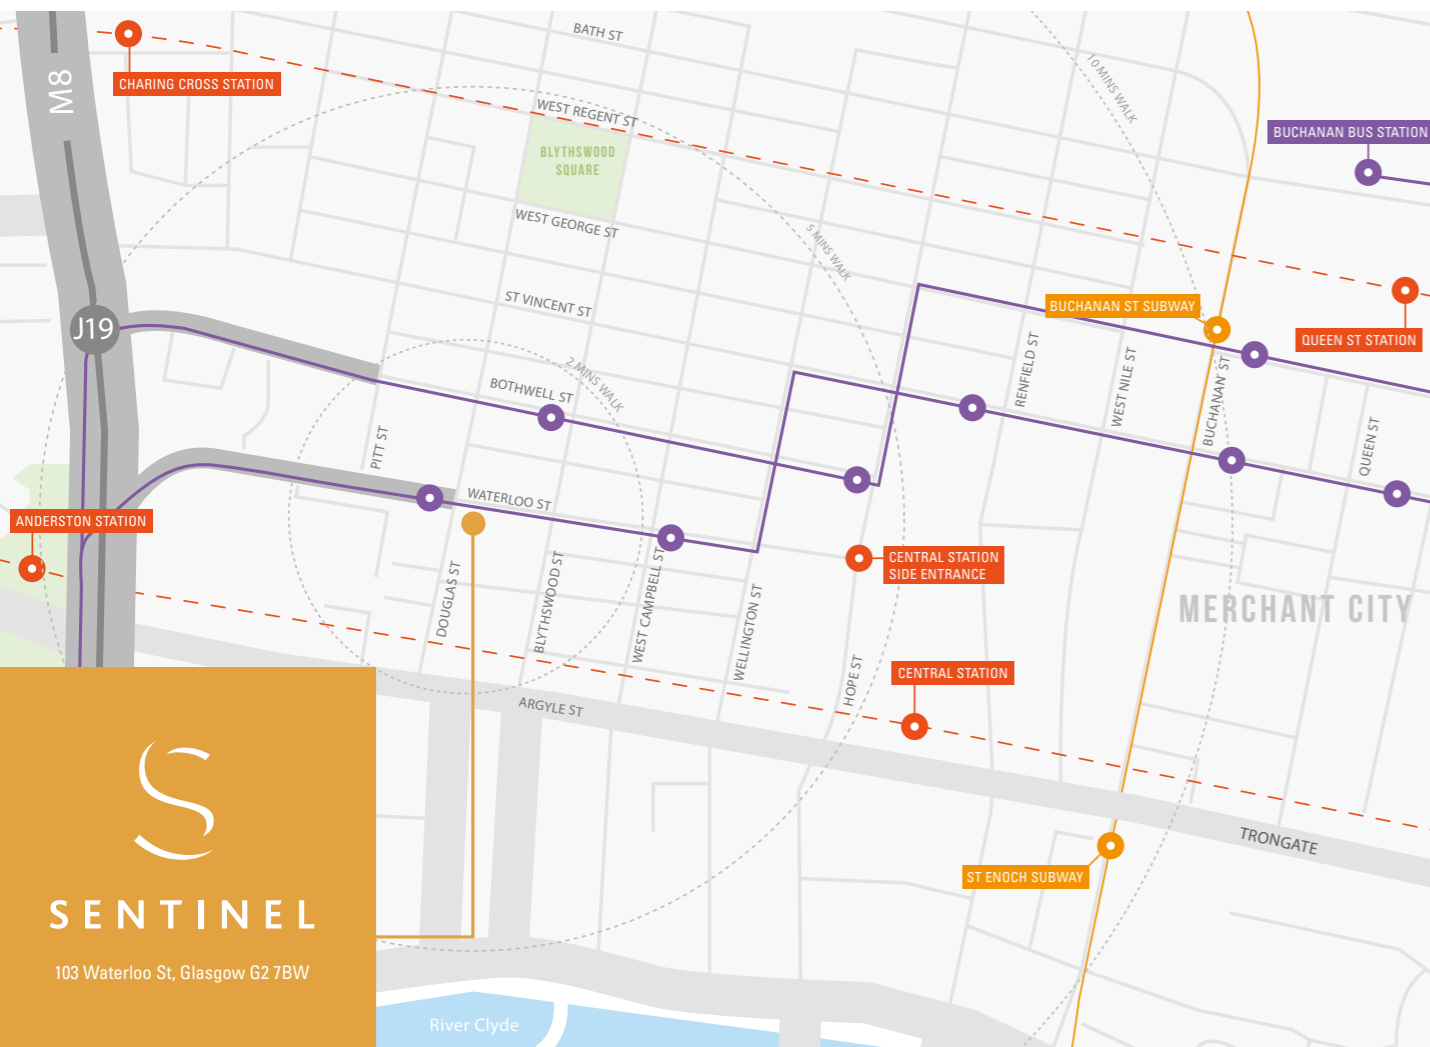 BATH ST
M8
CHARING CROSS STATION
10 MINS WALK
WEST REGENT ST
BUCHANAN BUS STATION
BLYTHSWOOD
SQUARE
WEST GEORGE ST
5 MINS WALK
ST VINCENT ST
BUCHANAN ST SUBWAY
J19
QUEEN ST STATION
RENFIELD ST
WEST NILE ST
BUCHANAN ST
2 MINS WALK
BOTHWELL ST
PITT ST
QUEEN ST
WATERLOO ST
ANDERSTON STATION
CENTRAL STATION
SIDE ENTRANCE
DOUGLAS ST
BLYTHSWOOD ST
WEST CAMPBELL ST
WELLINGTON ST
MERCHANT CITY
HOPE ST
CENTRAL STATION
ARGYLE ST
TRONGATE
ST ENOCH SUBWAY
S
SENTINEL
103 Waterloo St, Glasgow G2 7BW
River Clyde